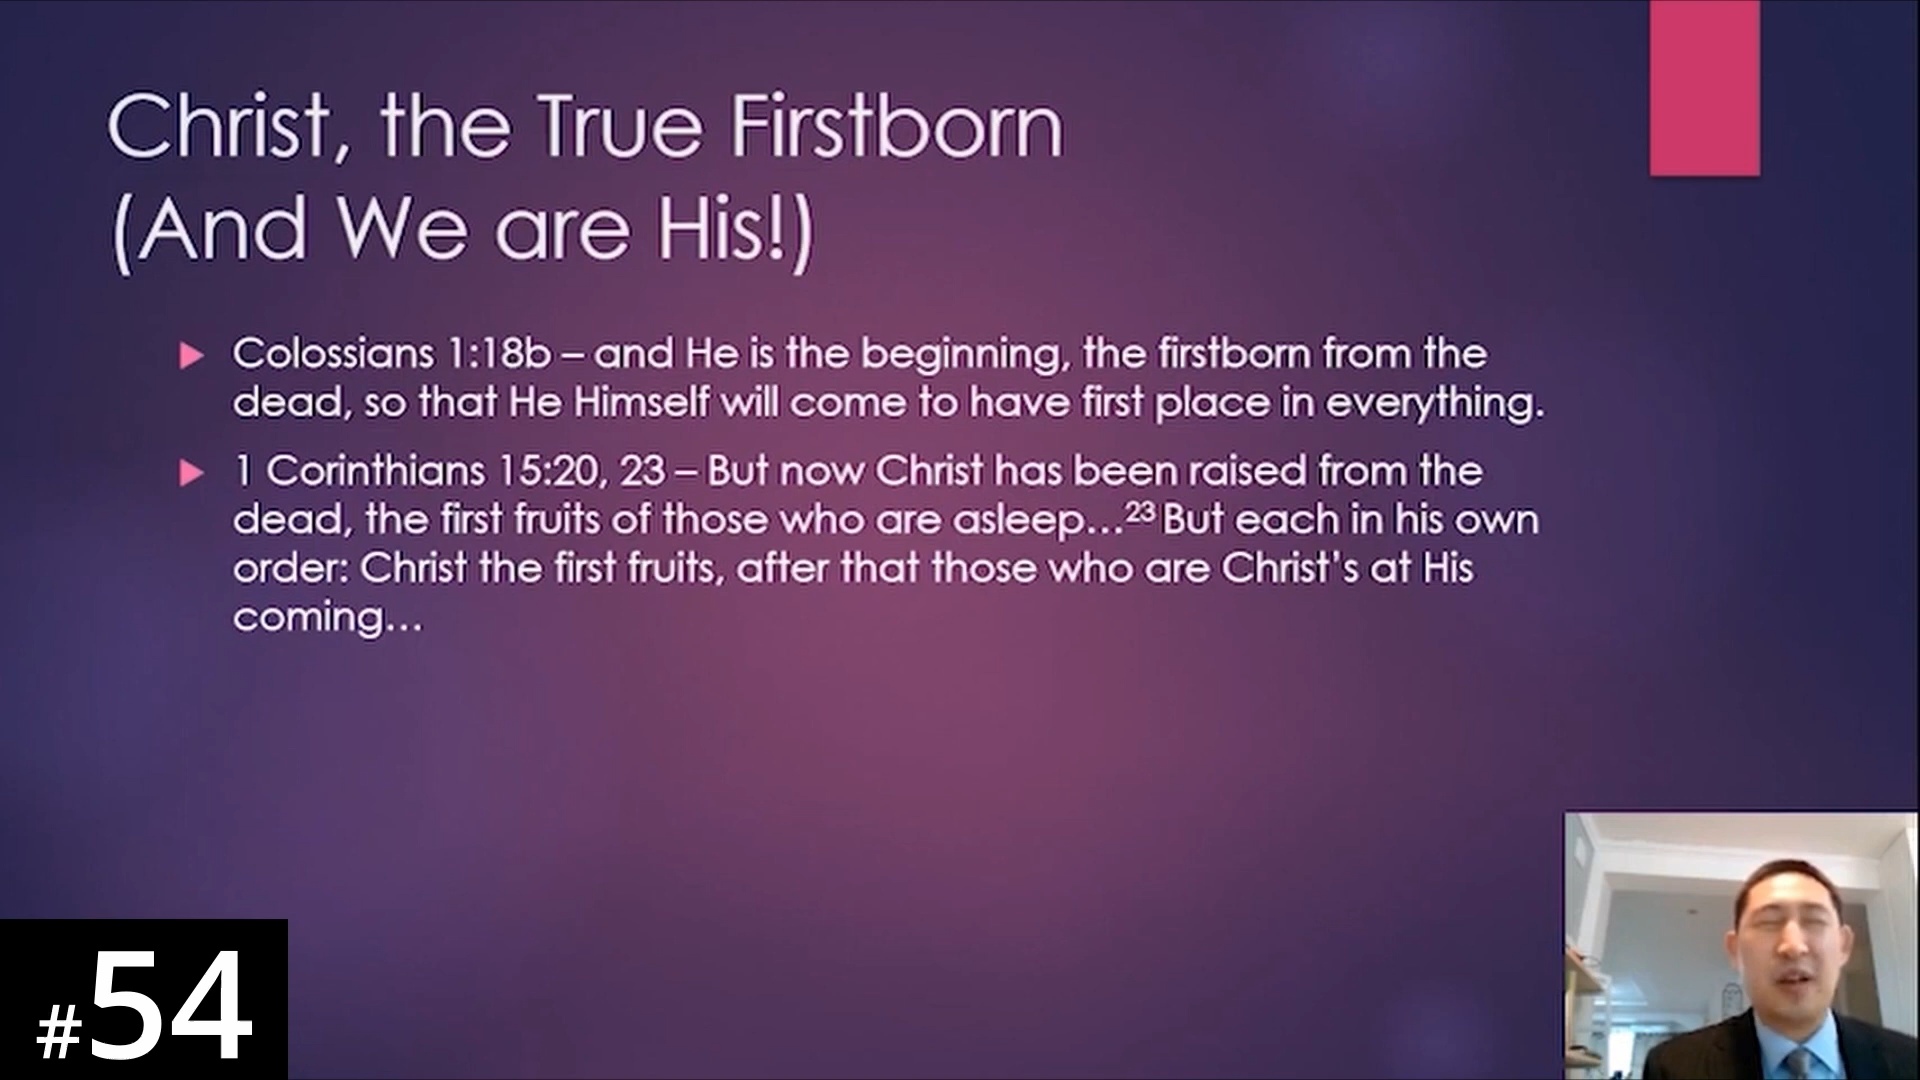 Christ, the True Firstborn
(And We are His!)
Colossians 1:18b – and He is the beginning, the firstborn from the
dead, so that He Himself will come to have first place in everything.
1 Corinthians 15:20, 23 – But now Christ has been raised from the
dead, the first fruits of those who are asleep…²³ But each in his own
order: Christ the first fruits, after that those who are Christ’s at His
coming…
#54